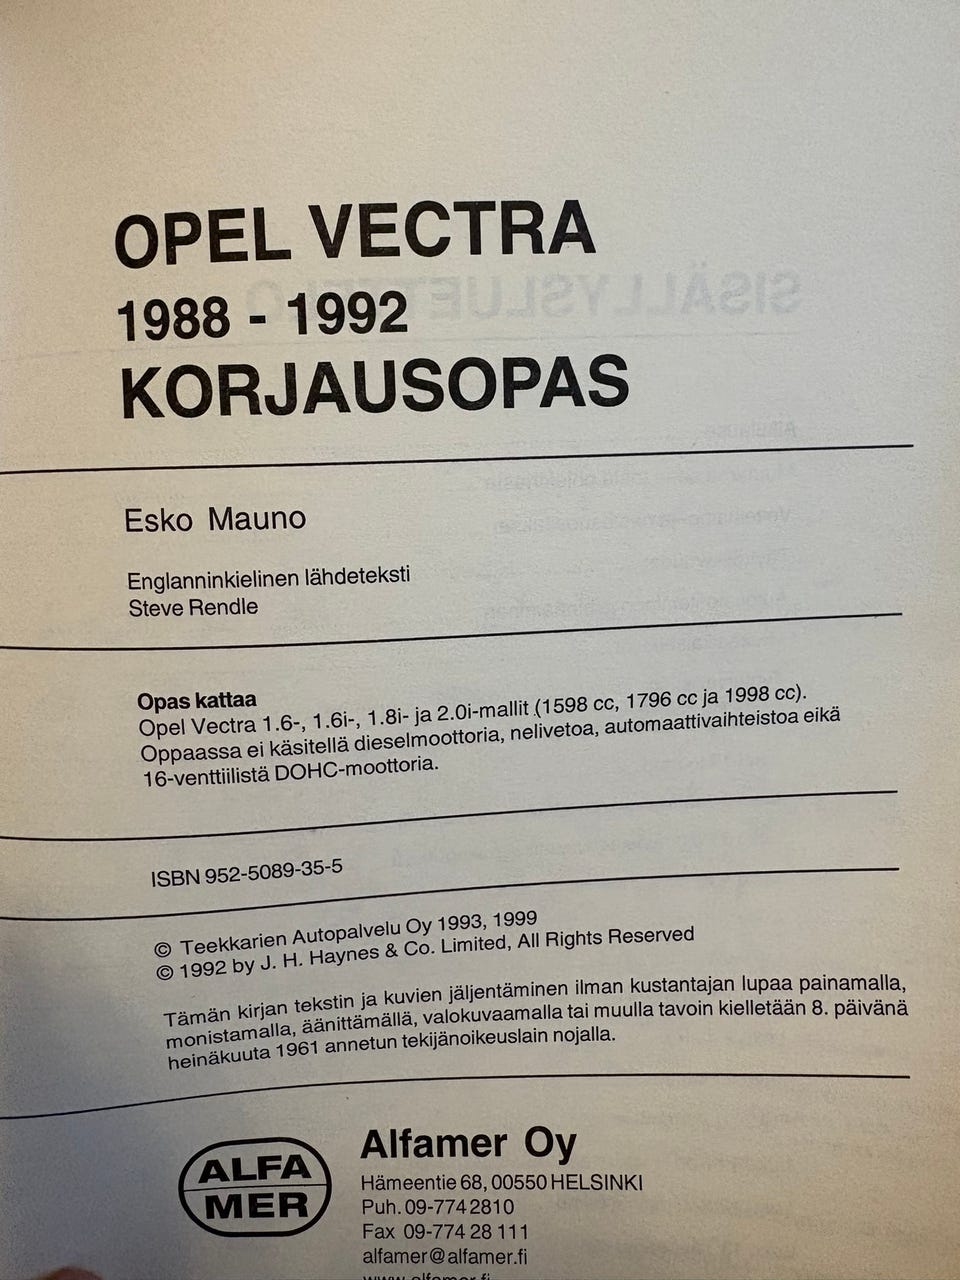 OPEL VECTRA
1988 - 1992
KORJAUSOPAS
Esko Mauno
Englanninkielinen lähdeteksti
Steve Rendle
Opas kattaa
Opel Vectra 1.6-, 1.6i-, 1.8i- ja 2.0i-mallit (1598 cc, 1796 cc ja 1998 cc).
Oppaassa ei käsitellä dieselmoottoria, nelivetoa, automaattivaihteistoa eikä
16-venttiilistä DOHC-moottoria.
ISBN 952-5089-35-5
© Teekkarien Autopalvelu Oy 1993, 1999
© 1992 by J. H. Haynes & Co. Limited, All Rights Reserved
Tämän kirjan tekstin ja kuvien jäljentäminen ilman kustantajan lupaa painamalla,
monistamalla, äänittämällä, valokuvaamalla tai muulla tavoin kielletään 8. päivänä
heinäkuuta 1961 annetun tekijänoikeuslain nojalla.
ALFA
MER
Alfamer Oy
Hämeentie 68, 00550 HELSINKI
Puh. 09-774 2810
Fax 09-774 28 111
alfamer@alfamer.fi
www.alfamer.fi